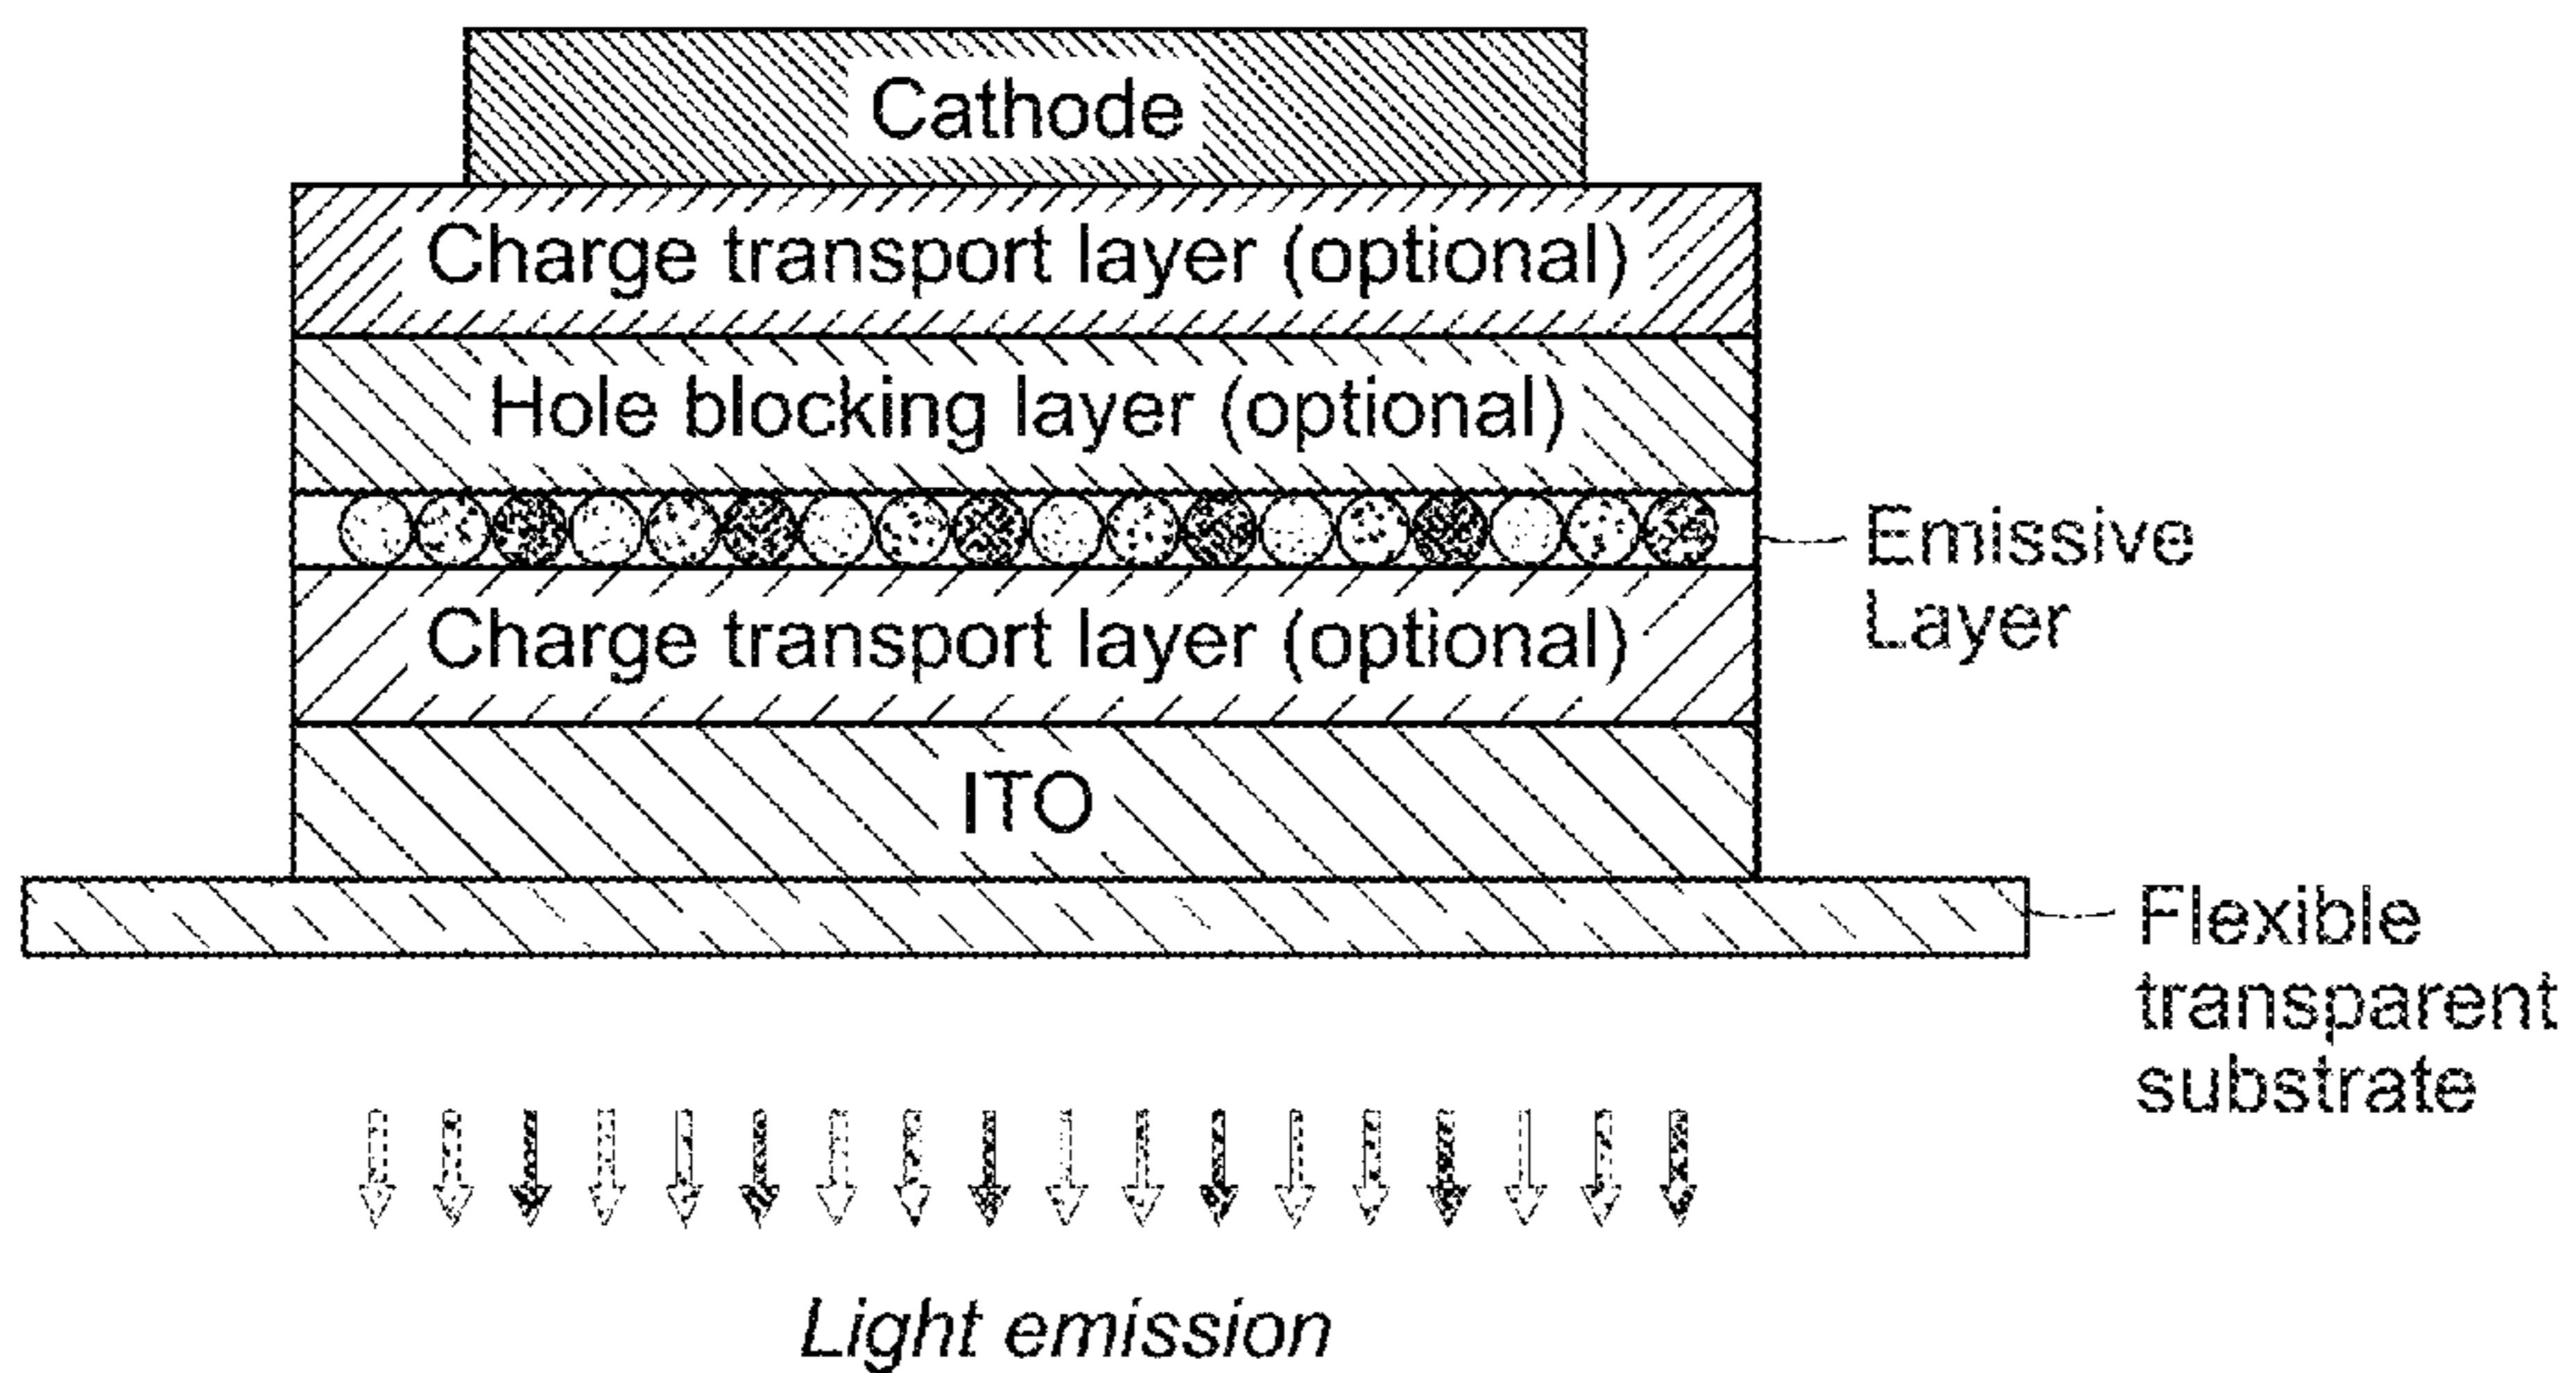 Cathode
Charge transport layer (optional)
Hole blocking layer (optional)
Emissive
Layer
Charge transport layer (optional)
ITO
Flexible
transparent
substrate
Light emission